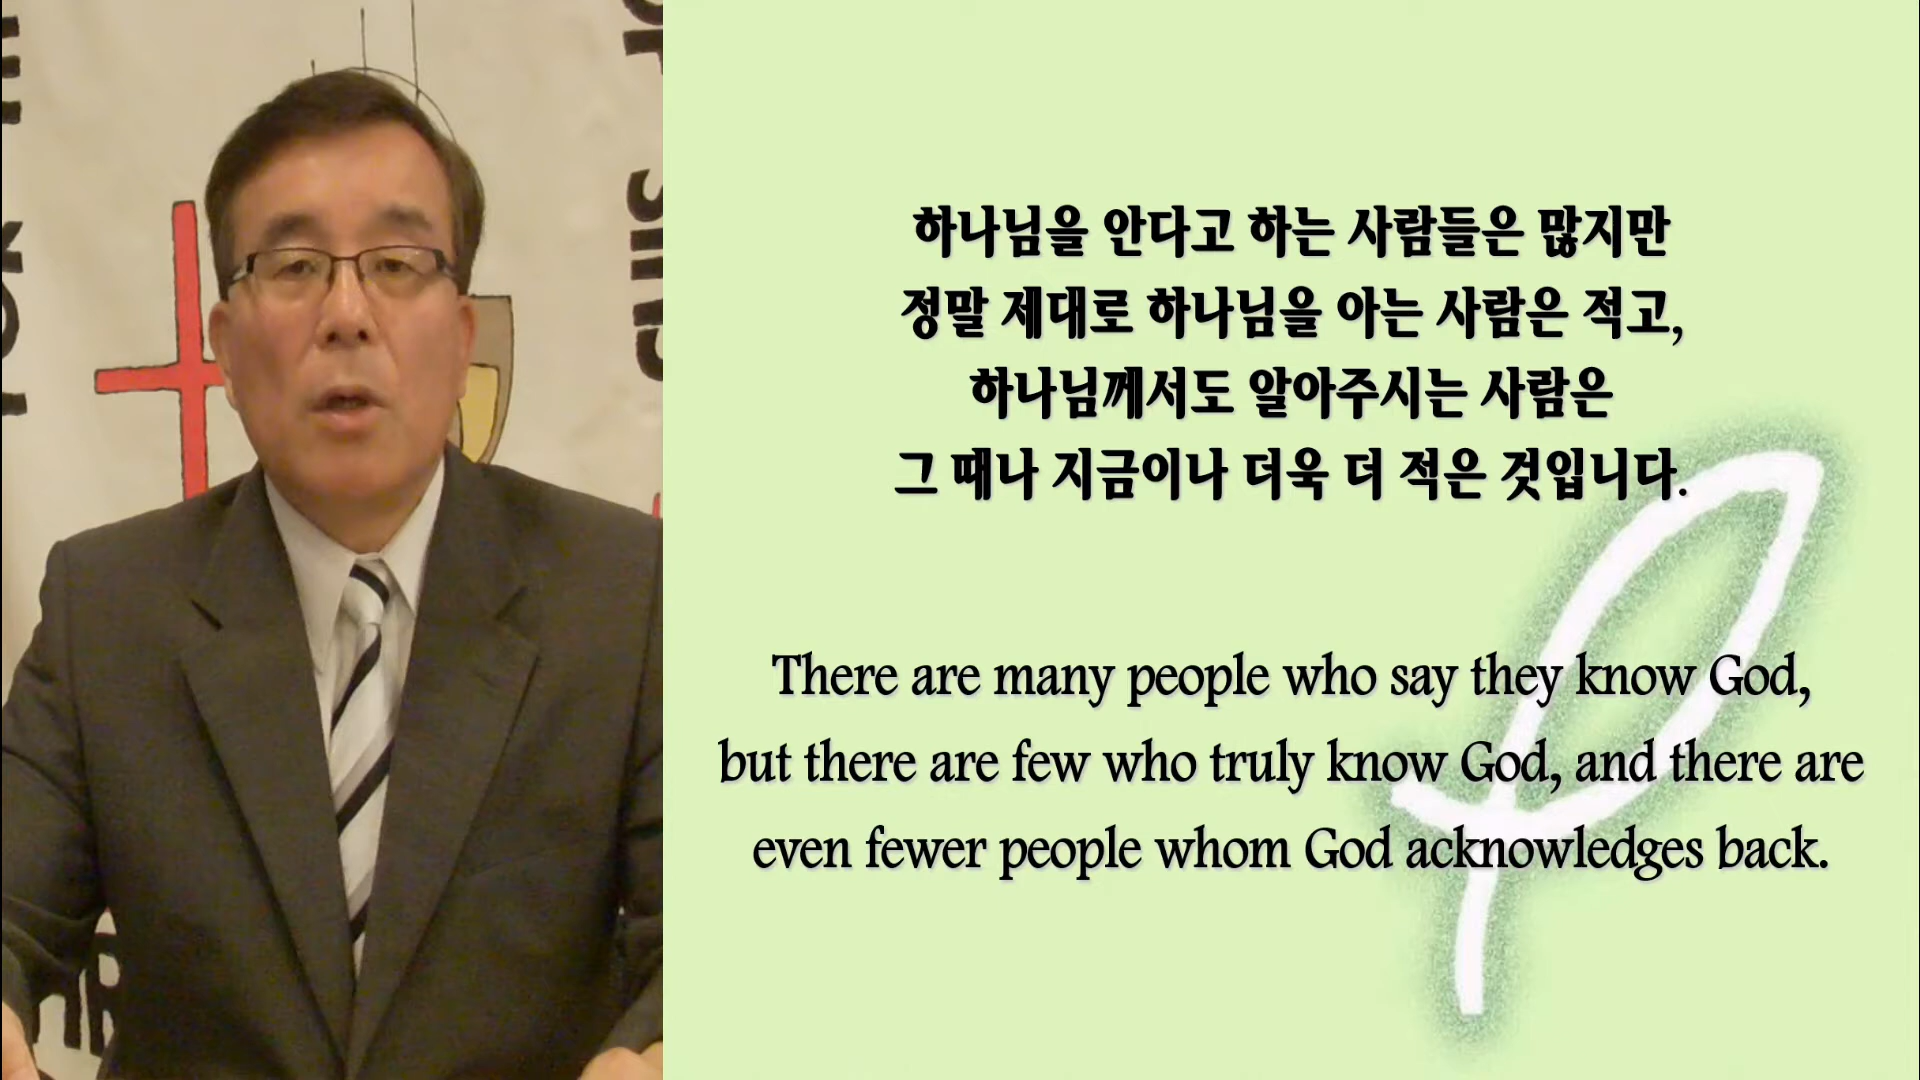 하나님을 안다고 하는 사람들은 많지만
정말 제대로 하나님을 아는 사람은 적고,
하나님께서도 알아주시는 사람은
그 때나 지금이나 더욱 더 적은 것입니다.
There are many people who say they know God,
but there are few who truly know God, and there are
even fewer people whom God acknowledges back.